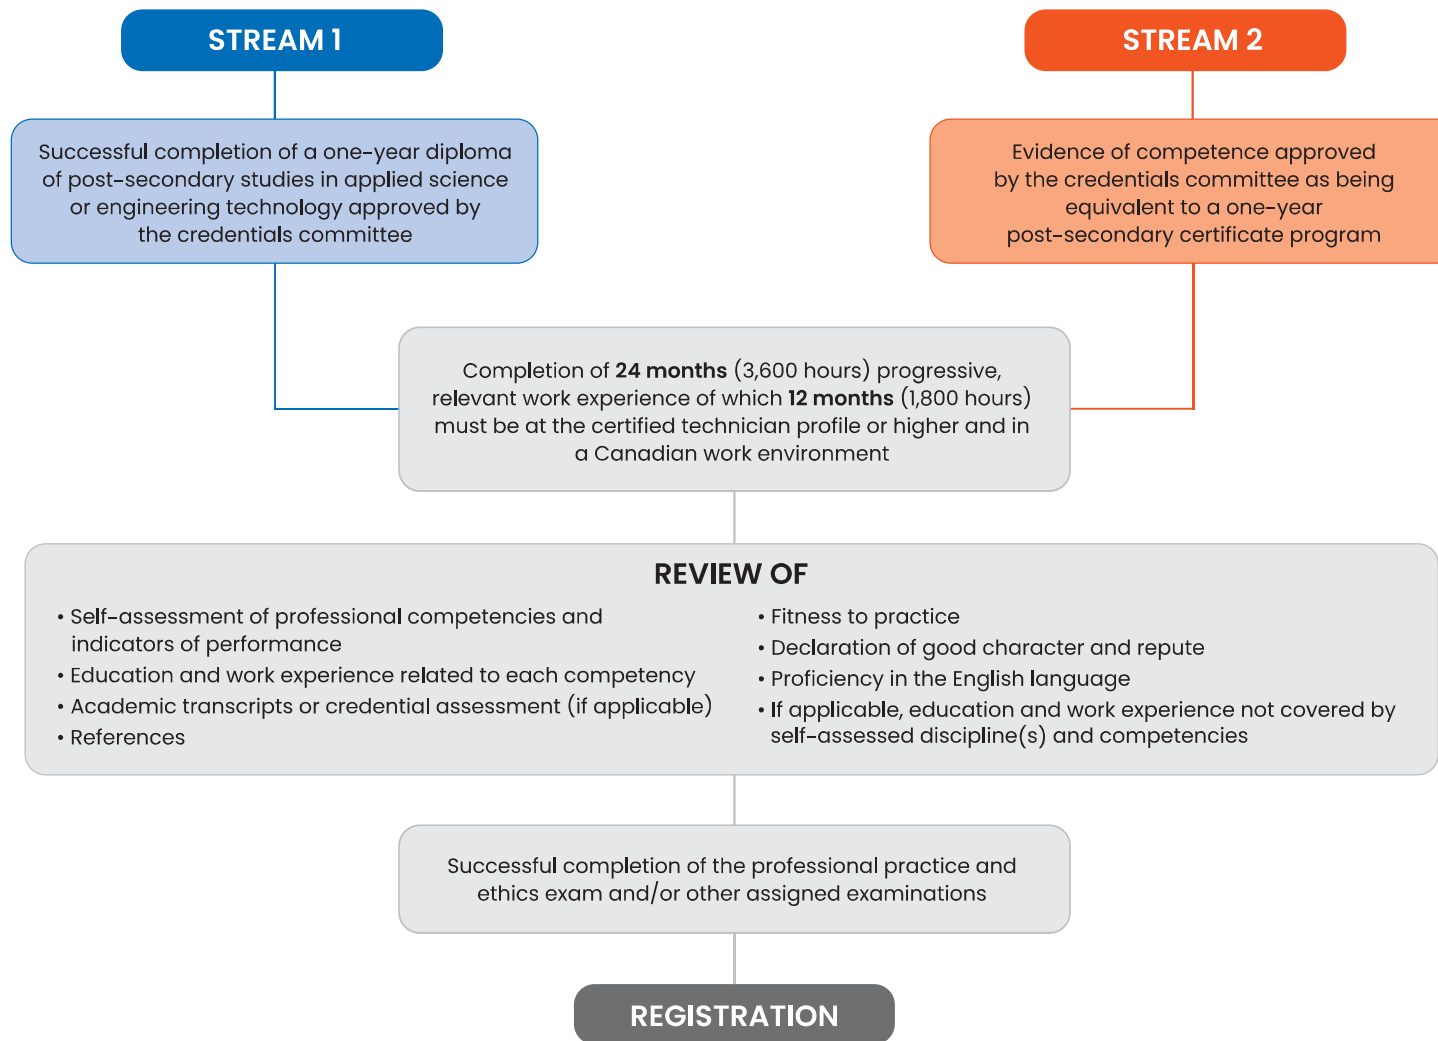 STREAM 1
Successful completion of a one-year diploma
of post-secondary studies in applied science
or engineering technology approved by
the credentials committee
STREAM 2
Evidence of competence approved
by the credentials committee as being
equivalent to a one-year
post-secondary certificate program
Completion of 24 months (3,600 hours) progressive,
relevant work experience of which 12 months (1,800 hours)
must be at the certified technician profile or higher and in
a Canadian work environment
REVIEW OF
• Self-assessment of professional competencies and
indicators of performance
• Education and work experience related to each competency
• Academic transcripts or credential assessment (if applicable)
• References
• Fitness to practice
• Declaration of good character and repute
• Proficiency in the English language
• If applicable, education and work experience not covered by
self-assessed discipline(s) and competencies
Successful completion of the professional practice and
ethics exam and/or other assigned examinations
REGISTRATION